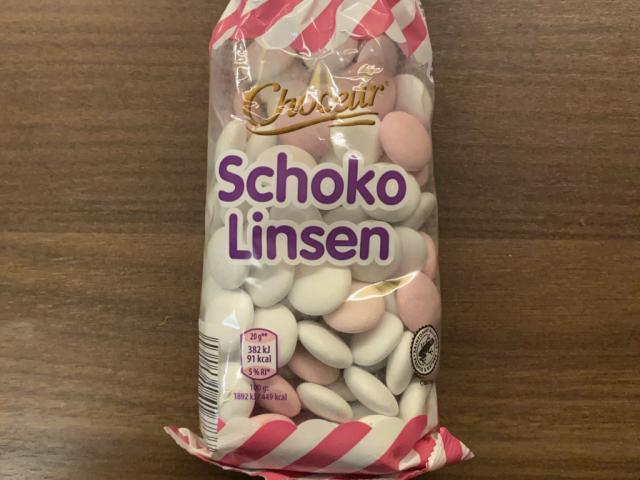 Choceur
Schoko
Linsen
20 g**
382 kJ
91 kcal
5 % RI*
100 g:
1892 kJ / 449 kcal